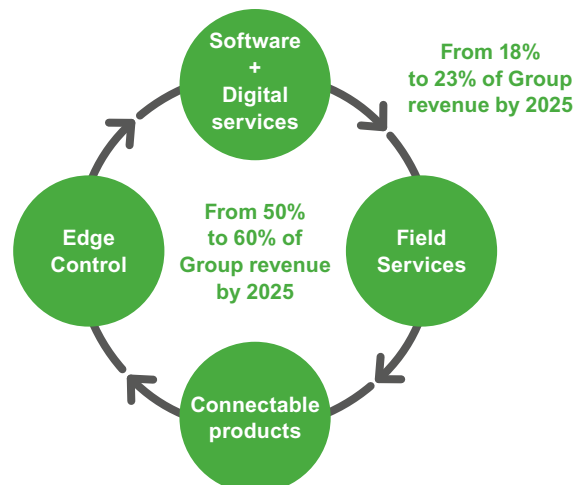 Software
+
Digital
services
From 18%
to 23% of Group
revenue by 2025
Edge
Control
From 50%
to 60% of
Group revenue
by 2025
Field
Services
Connectable
products